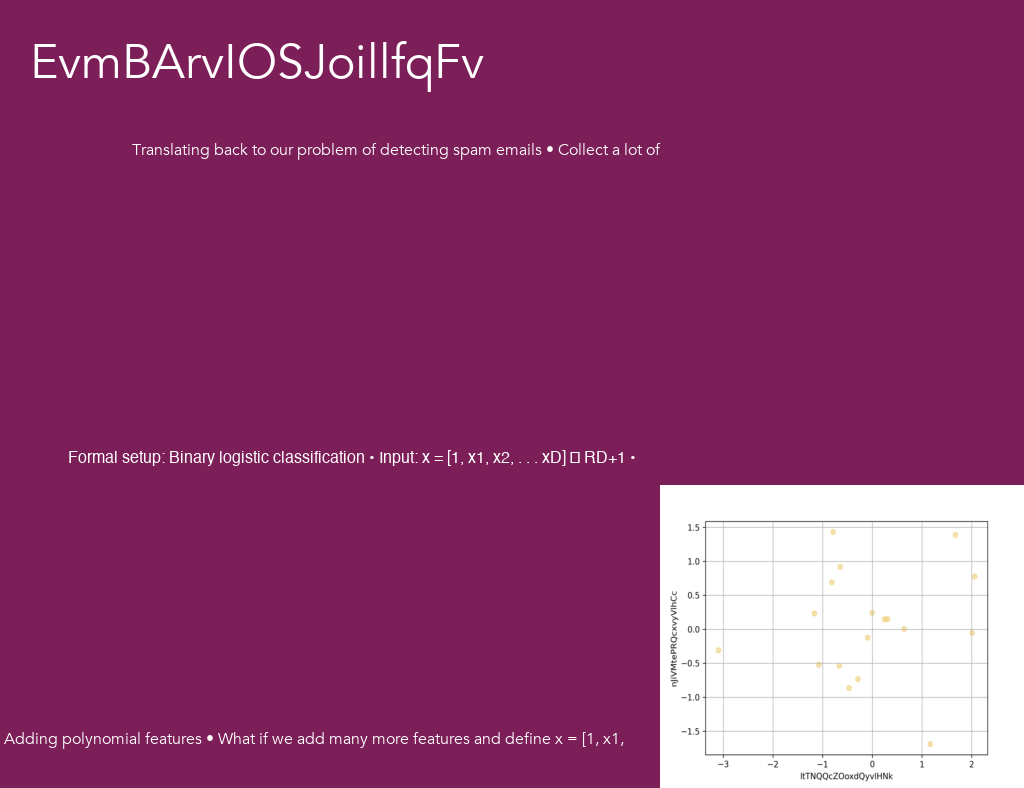 EvmBArvIOSJoillfqFv
Translating back to our problem of detecting spam emails • Collect a lot of
Formal setup: Binary logistic classification • Input: x = [1, x1, x2, . . . xD] □ RD+1 •
1.5
1.0
0.5
0.0
−0.5
−1.0
−1.5
nJiVMtePRQcxvyVlhCc
−3 −2 −1 0 1 2
ltTNQQcZOoxdQyvlHNk
Adding polynomial features • What if we add many more features and define x = [1, x1,